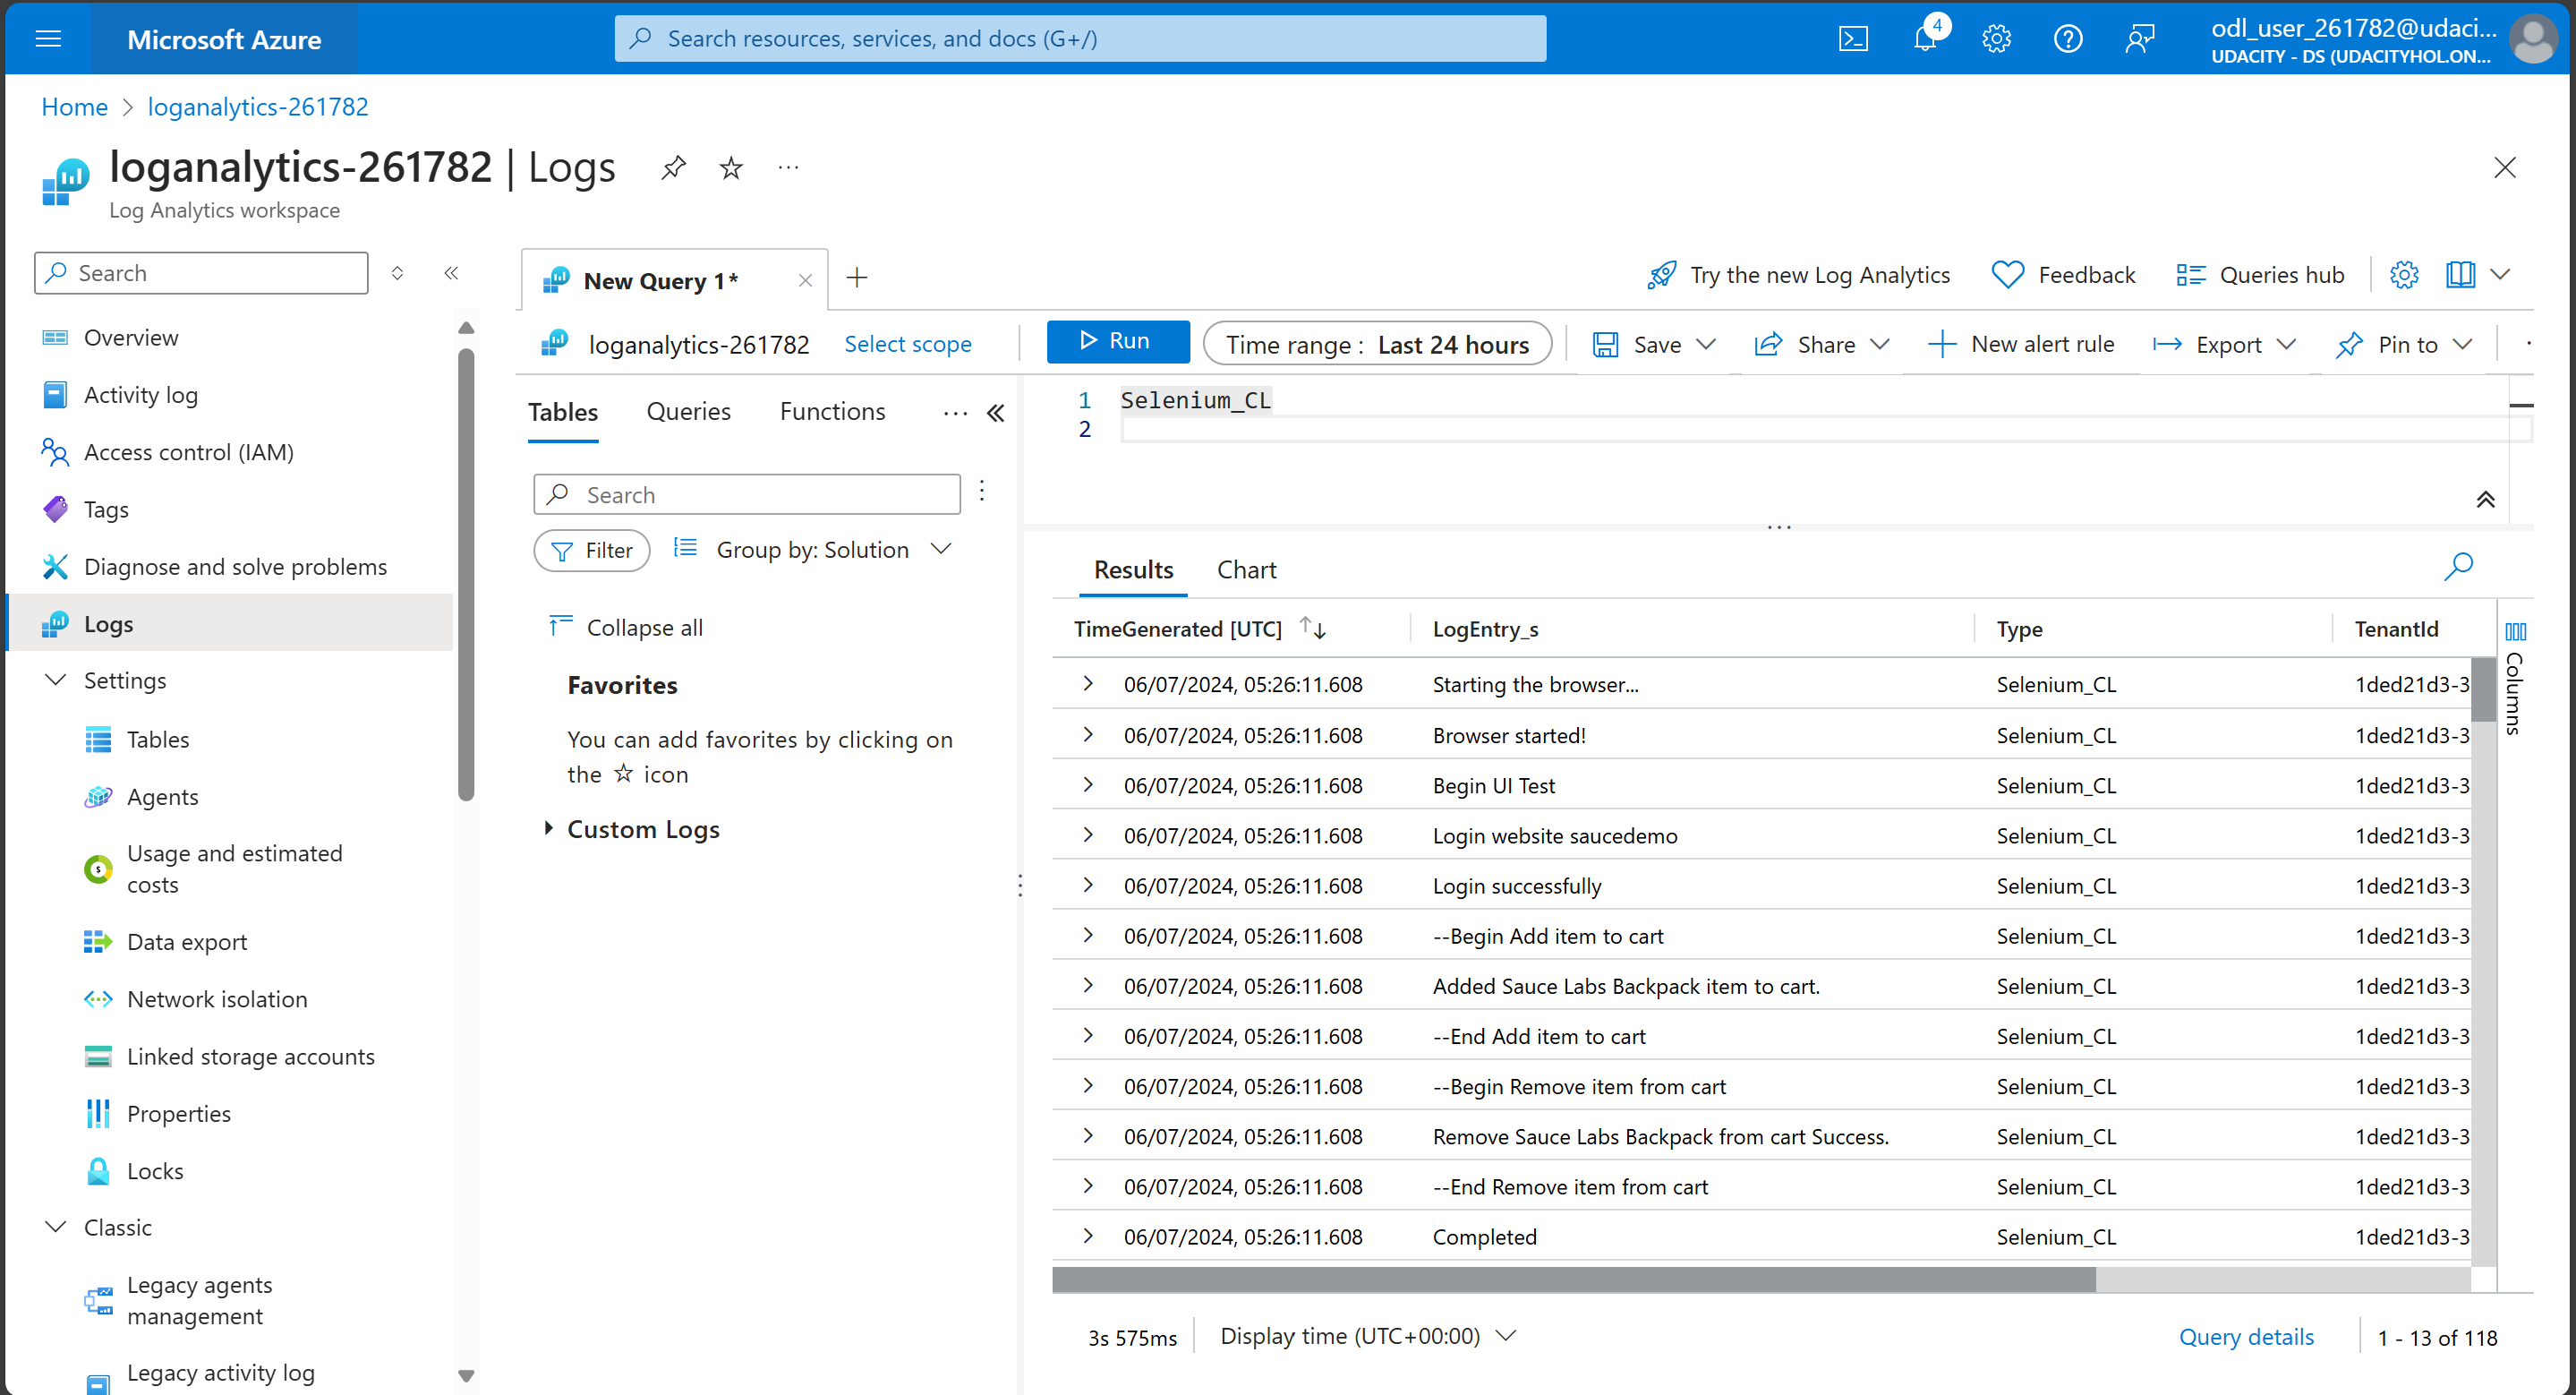 Microsoft Azure
Search resources, services, and docs (G+/)
4
odl_user_261782@udaci...
UDACITY - DS (UDACITYHOL.ON...
Home > loganalytics-261782
loganalytics-261782 | Logs
Log Analytics workspace
Search
Overview
Activity log
Access control (IAM)
Tags
Diagnose and solve problems
Logs
Settings
Tables
Agents
Usage and estimated
costs
Data export
Network isolation
Linked storage accounts
Properties
Locks
Classic
Legacy agents
management
Legacy activity log
New Query 1*
Try the new Log Analytics
Feedback
Queries hub
loganalytics-261782
Select scope
Run
Time range : Last 24 hours
Save
Share
New alert rule
Export
Pin to
Tables
Queries
Functions
Search
Filter
Group by: Solution
Collapse all
Favorites
You can add favorites by clicking on
the ☆ icon
Custom Logs
1 Selenium_CL
2
Results
Chart
TimeGenerated [UTC] LogEntry_s Type TenantId
06/07/2024, 05:26:11.608 Starting the browser... Selenium_CL 1ded21d3-3
06/07/2024, 05:26:11.608 Browser started! Selenium_CL 1ded21d3-3
06/07/2024, 05:26:11.608 Begin UI Test Selenium_CL 1ded21d3-3
06/07/2024, 05:26:11.608 Login website saucedemo Selenium_CL 1ded21d3-3
06/07/2024, 05:26:11.608 Login successfully Selenium_CL 1ded21d3-3
06/07/2024, 05:26:11.608 --Begin Add item to cart Selenium_CL 1ded21d3-3
06/07/2024, 05:26:11.608 Added Sauce Labs Backpack item to cart. Selenium_CL 1ded21d3-3
06/07/2024, 05:26:11.608 --End Add item to cart Selenium_CL 1ded21d3-3
06/07/2024, 05:26:11.608 --Begin Remove item from cart Selenium_CL 1ded21d3-3
06/07/2024, 05:26:11.608 Remove Sauce Labs Backpack from cart Success. Selenium_CL 1ded21d3-3
06/07/2024, 05:26:11.608 --End Remove item from cart Selenium_CL 1ded21d3-3
06/07/2024, 05:26:11.608 Completed Selenium_CL 1ded21d3-3
Columns
3s 575ms
Display time (UTC+00:00)
Query details
1 - 13 of 118